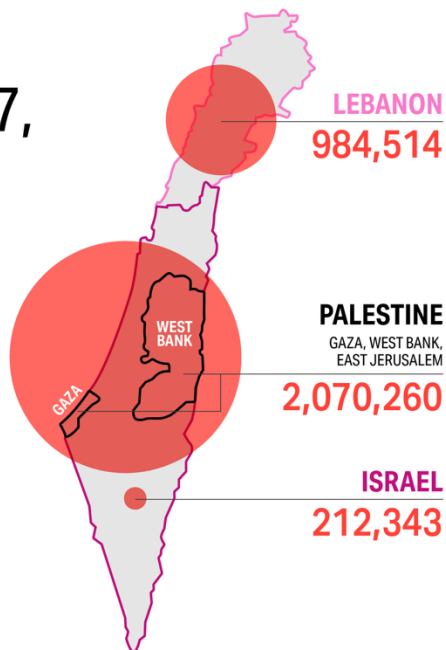 7,
LEBANON
984,514
PALESTINE
GAZA, WEST BANK,
EAST JERUSALEM
2,070,260
WEST
BANK
GAZA
ISRAEL
212,343